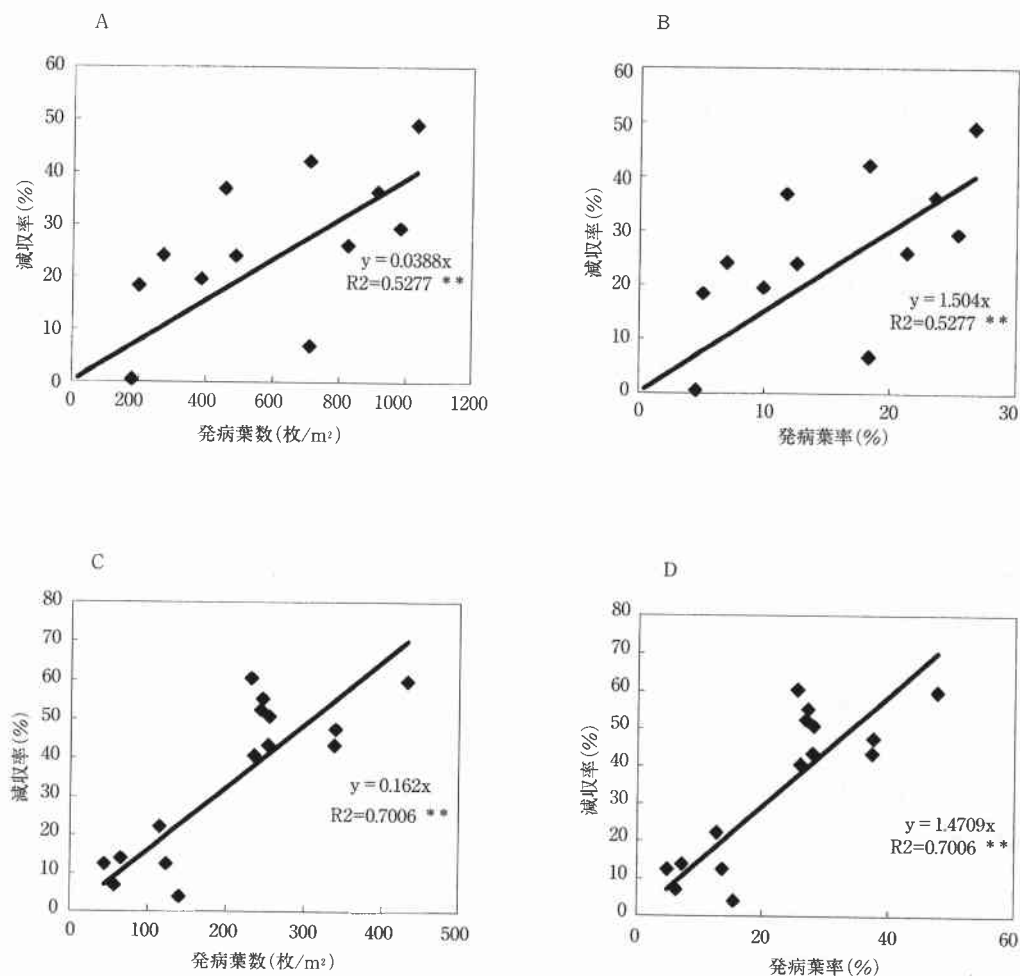 A
60
50
40
30
20
10
0
減収率(%)
y = 0.0388x
R2=0.5277 **
0
200
400
600
800
1000
1200
発病葉数(枚/m²)
B
60
50
40
30
20
10
0
減収率(%)
y = 1.504x
R2=0.5277 **
0
10
20
30
発病葉率(%)
C
80
70
60
50
40
30
20
10
0
減収率(%)
y = 0.162x
R2=0.7006 **
0
100
200
300
400
500
発病葉数(枚/m²)
D
80
70
60
50
40
30
20
10
0
減収率(%)
y = 1.4709x
R2=0.7006 **
0
20
40
60
発病葉率(%)